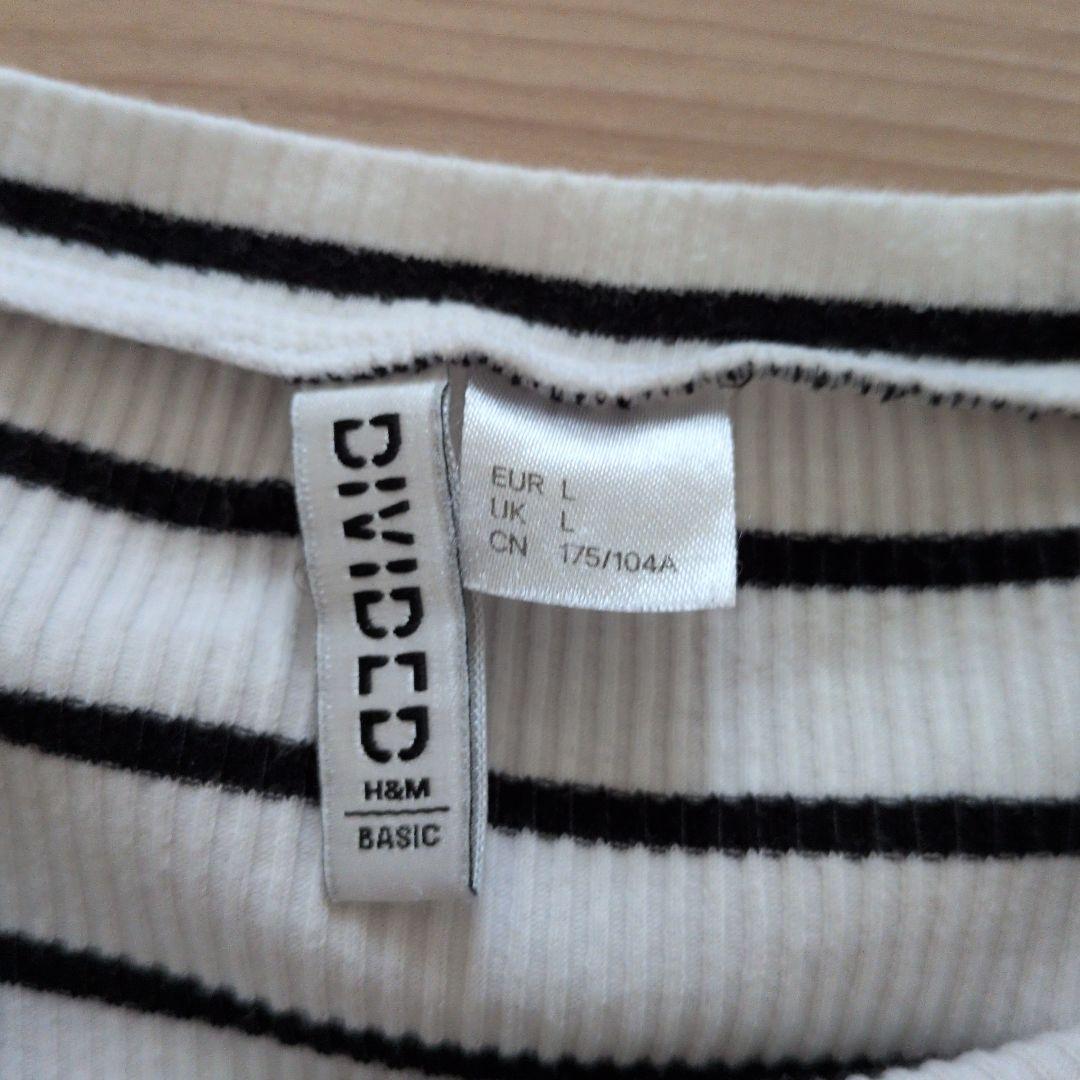 DIVIDED
H&M
BASIC
EUR L
UK L
CN 175/104A